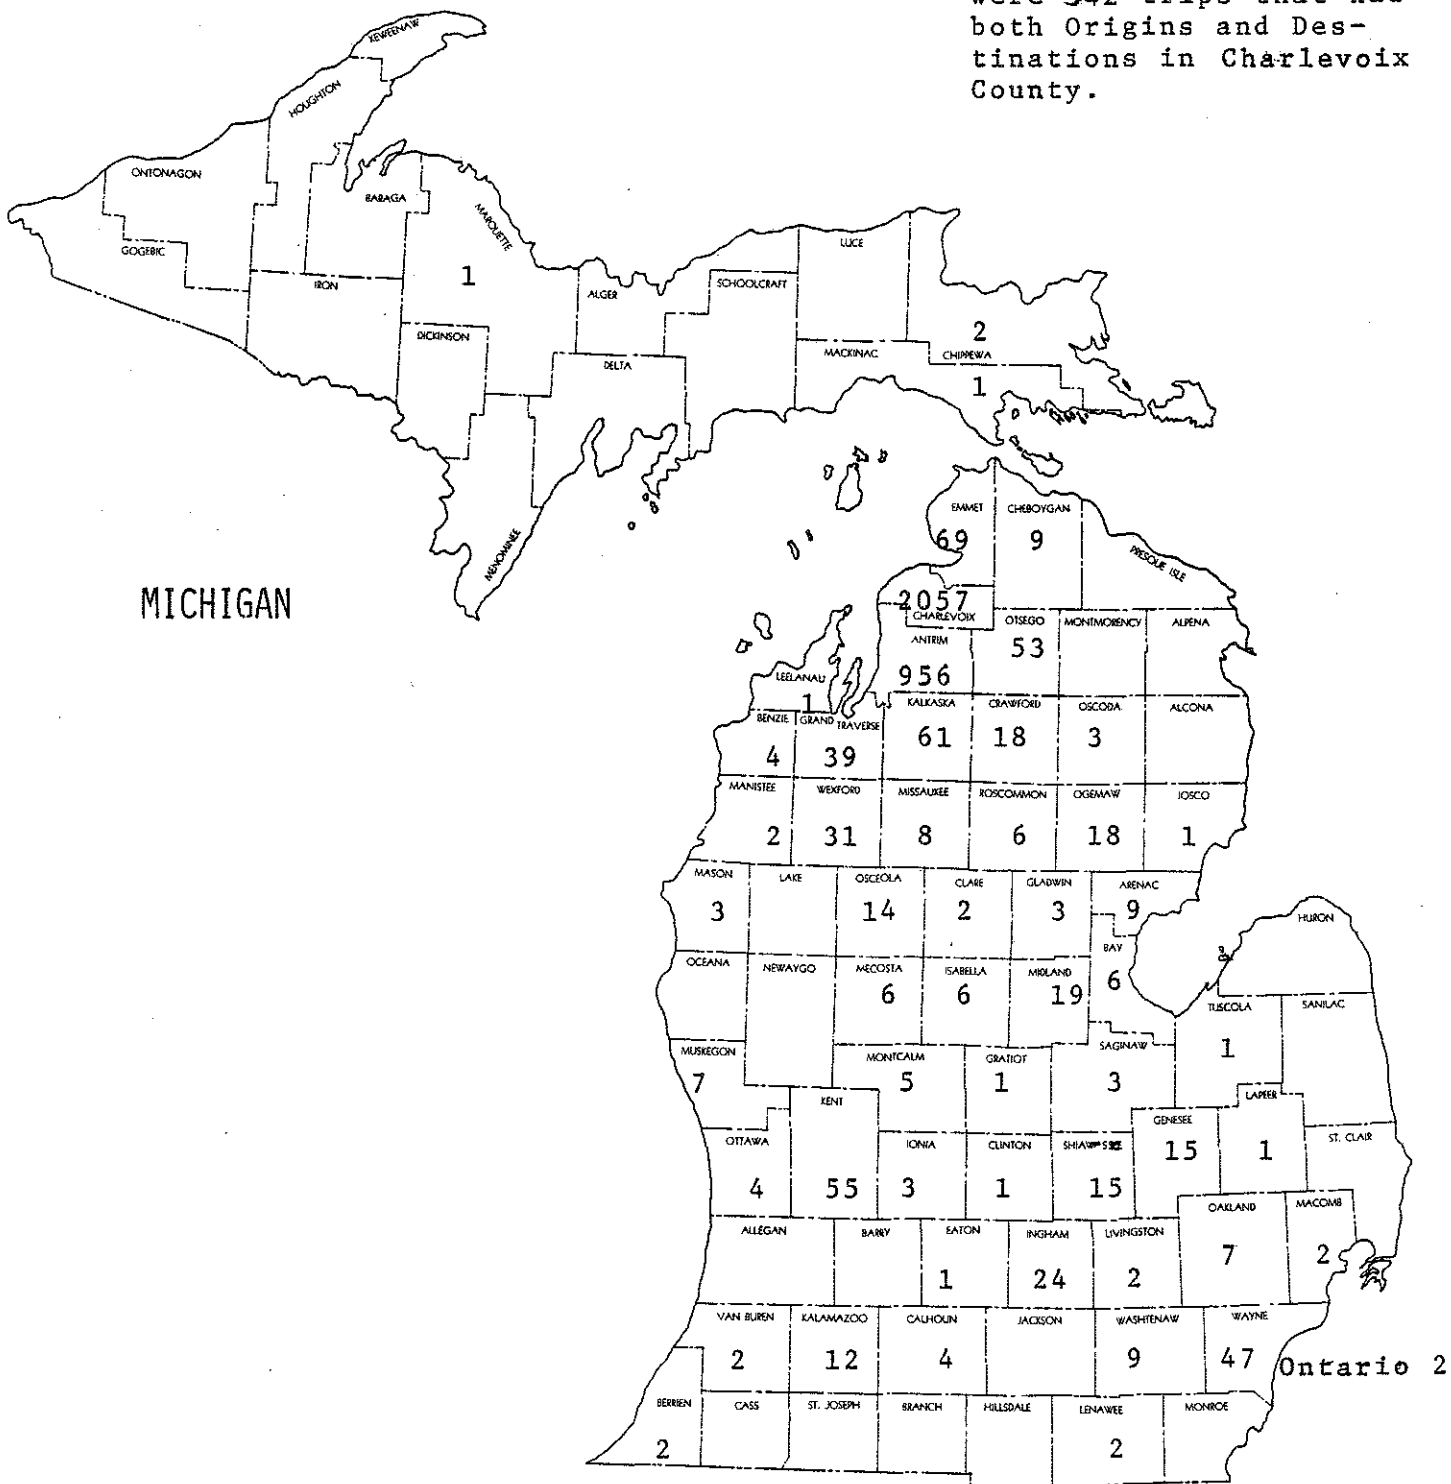 both Origins and Des-
tinations in Charlevoix
County.
KEWEENAW
HOUGHTON
ONTONAGON
BARAGA
MARQUETTE
1
GOGEBIC
IRON
LUCE
SCHOOLCRAFT
ALGER
DICKINSON
2
MACKINAC CHIPPEWA
DELTA
1
MENOMINEE
MICHIGAN
EMMET CHEBOYGAN
69 9
PRESQUE ISLE
2057
CHARLEVOIX
OTSEGO MONTMORENCY ALPENA
ANTRIM
53
956
LEELANAU
1
KALKASKA CRAWFORD OSCODA ALCONA
BENZIE GRAND TRAVERSE
61 18 3
4 39
MANISTEE WEXFORD MISSAUKEE ROSCOMMON OGEMAW IOSCO
2 31 8 6 18 1
MASON LAKE OSCEOLA CLARE GLADWIN ARENAC
3 14 2 3 9
HURON
BAY
OCEANA NEWAYGO MECOSTA ISABELLA MIDLAND
6 6 19 6
TUSCOLA SANILAC
MUSKEGON MONTCALM GRATIOT SAGINAW
1
7 5 1 3
KENT LAPEER
GENESEE
OTTAWA IONIA CLINTON ST. CLAIR
15 1
4 55 3 1 15
OAKLAND MACOMB
ALLEGAN BARRY EATON INGHAM LIVINGSTON
7 2
1 24 2
VAN BUREN KALAMAZOO CALHOUN JACKSON WASHTENAW WAYNE
2 12 4 9 47 Ontario 2
BERRIEN CASS ST. JOSEPH BRANCH HILLSDALE LENAWEE MONROE
2 2